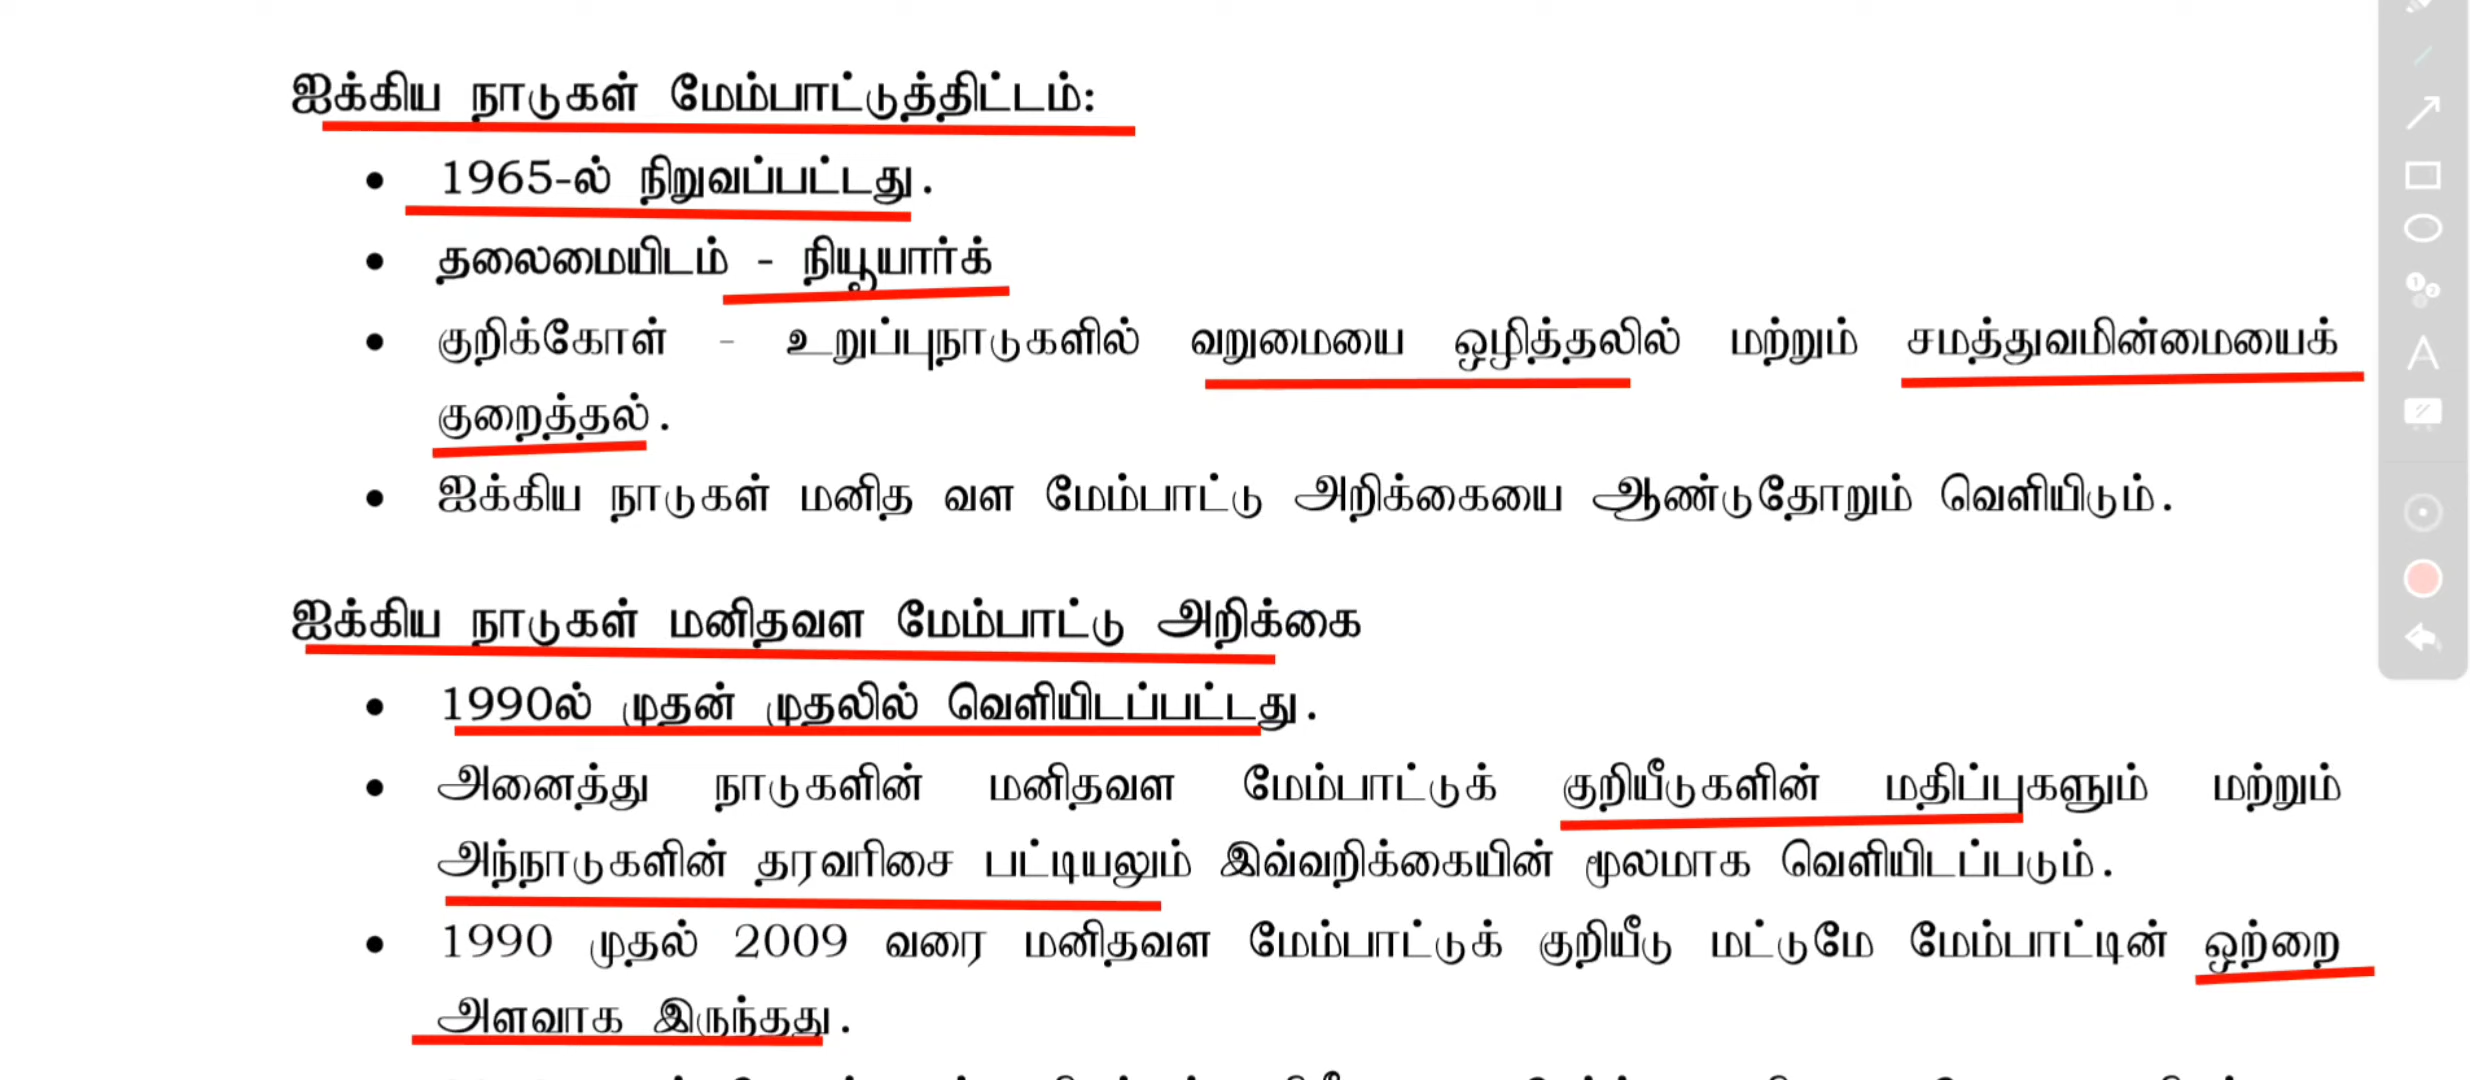 ஐக்கிய நாடுகள் மேம்பாட்டுத்திட்டம்:
• 1965-ல் நிறுவப்பட்டது.
• தலைமையிடம் - நியூயார்க்
• குறிக்கோள் - உறுப்புநாடுகளில் வறுமையை ஒழித்தலில் மற்றும் சமத்துவமின்மையைக்
குறைத்தல்.
• ஐக்கிய நாடுகள் மனித வள மேம்பாட்டு அறிக்கையை ஆண்டுதோறும் வெளியிடும்.
ஐக்கிய நாடுகள் மனிதவள மேம்பாட்டு அறிக்கை
• 1990ல் முதன் முதலில் வெளியிடப்பட்டது.
• அனைத்து நாடுகளின் மனிதவள மேம்பாட்டுக் குறியீடுகளின் மதிப்புகளும் மற்றும்
அந்நாடுகளின் தரவரிசை பட்டியலும் இவ்வறிக்கையின் மூலமாக வெளியிடப்படும்.
• 1990 முதல் 2009 வரை மனிதவள மேம்பாட்டுக் குறியீடு மட்டுமே மேம்பாட்டின் ஒற்றை
அளவாக இருந்தது.